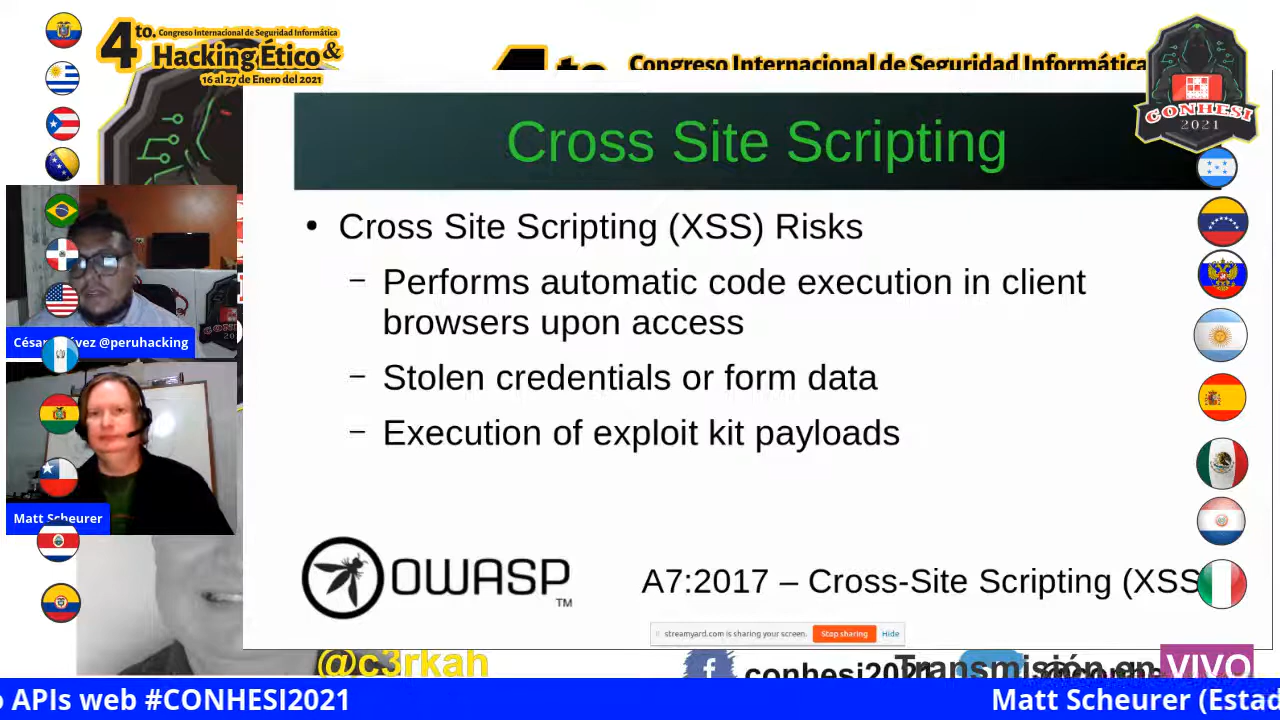 4to. Congreso Internacional de Seguridad Informática
Hacking Ético &
16 al 27 de Enero del 2021
4to Congreso Internacional de Seguridad Informática
CONHESI
2021
Cross Site Scripting
• Cross Site Scripting (XSS) Risks
– Performs automatic code execution in client
browsers upon access
– Stolen credentials or form data
– Execution of exploit kit payloads
@peruhacking
Matt Scheurer
OWASP
TM
A7:2017 – Cross-Site Scripting (XSS
streamyard.com is sharing your screen.
Stop sharing
Hide
@c3rkah
f
conhesi2021
Transmisión en VIVO
APIs web #CONHESI2021
Matt Scheurer (Estad